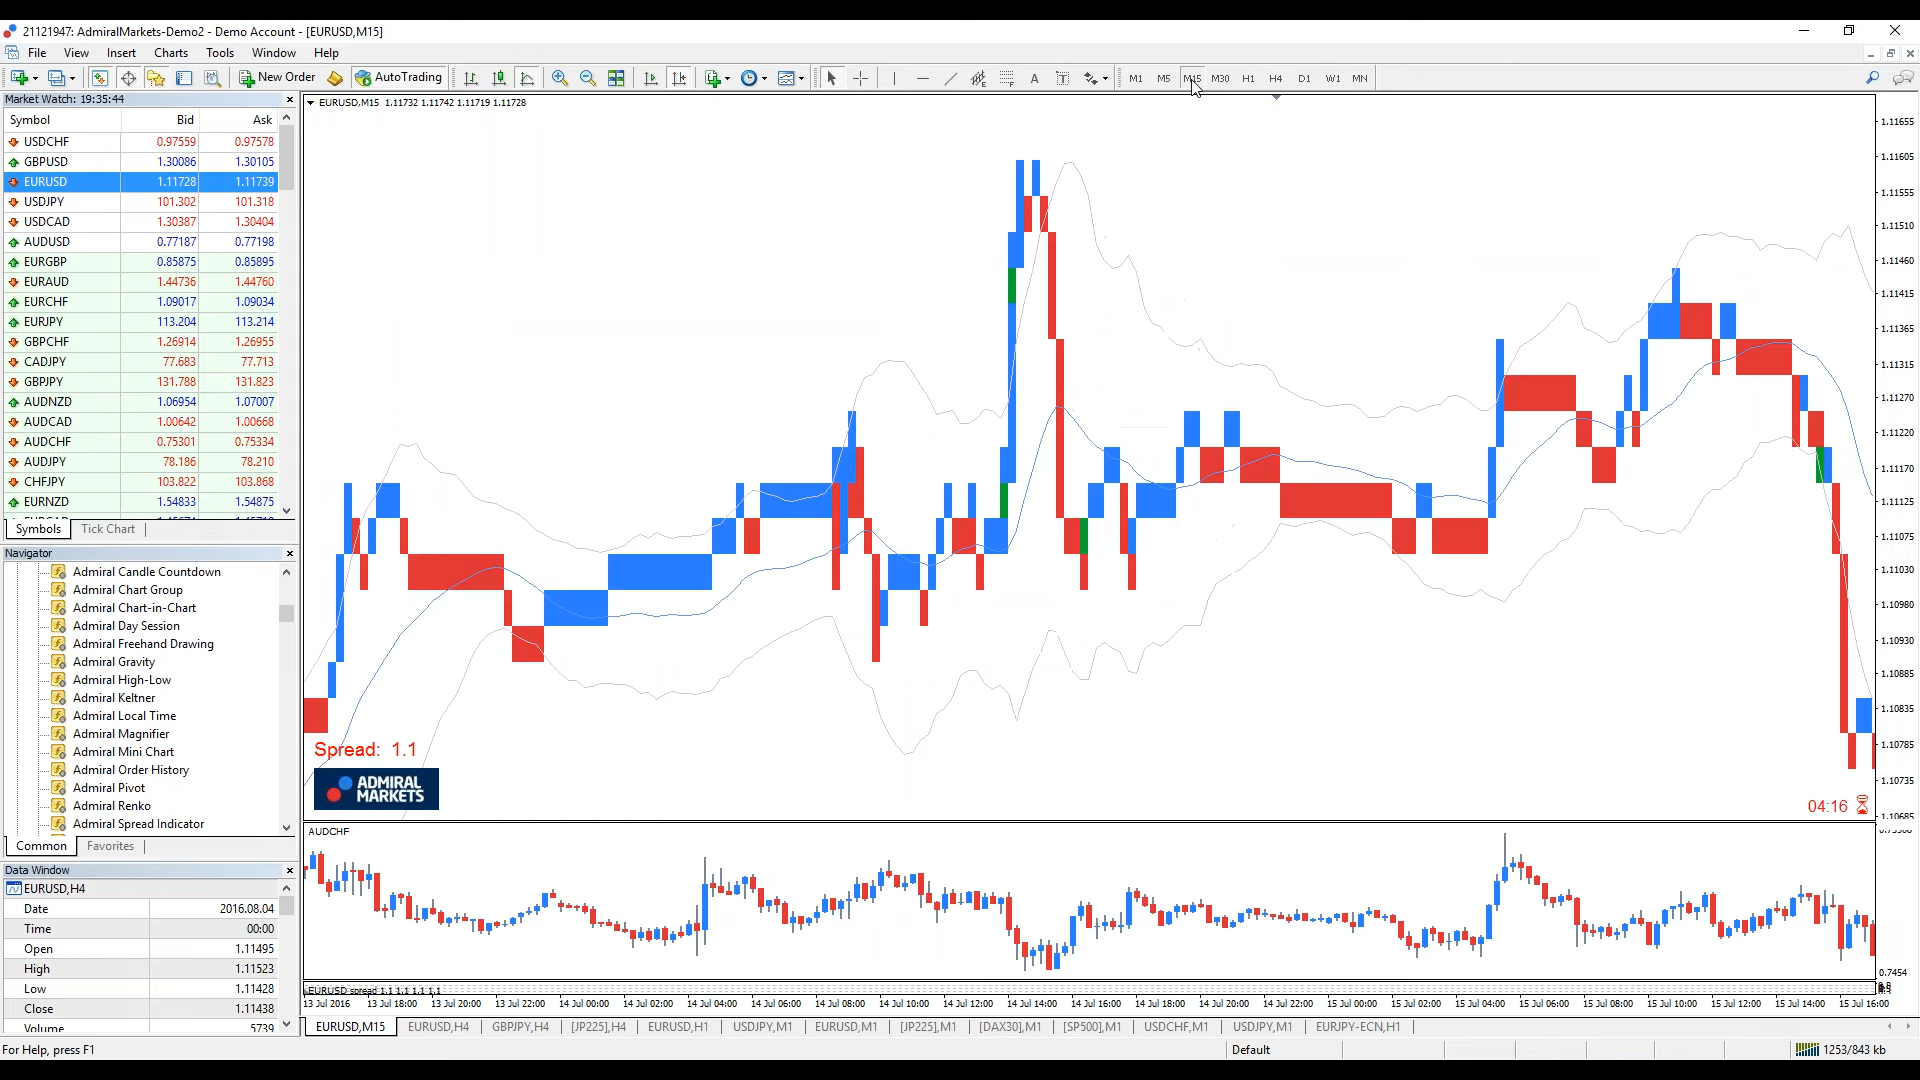 21121947: AdmiralMarkets-Demo2 - Demo Account - [EURUSD,M15]
File View Insert Charts Tools Window Help
New Order AutoTrading M1 M5 M15 M30 H1 H4 D1 W1 MN
Market Watch: 19:35:44
Symbol Bid Ask
USDCHF 0.97559 0.97578
GBPUSD 1.30086 1.30105
EURUSD 1.11728 1.11739
USDJPY 101.302 101.318
USDCAD 1.30387 1.30404
AUDUSD 0.77187 0.77198
EURGBP 0.85875 0.85895
EURAUD 1.44736 1.44760
EURCHF 1.09017 1.09034
EURJPY 113.204 113.214
GBPCHF 1.26914 1.26955
CADJPY 77.683 77.713
GBPJPY 131.788 131.823
AUDNZD 1.06954 1.07007
AUDCAD 1.00642 1.00668
AUDCHF 0.75301 0.75334
AUDJPY 78.186 78.210
CHFJPY 103.822 103.868
EURNZD 1.54833 1.54875
Symbols Tick Chart
Navigator
Admiral Candle Countdown
Admiral Chart Group
Admiral Chart-in-Chart
Admiral Day Session
Admiral Freehand Drawing
Admiral Gravity
Admiral High-Low
Admiral Keltner
Admiral Local Time
Admiral Magnifier
Admiral Mini Chart
Admiral Order History
Admiral Pivot
Admiral Renko
Admiral Spread Indicator
Common Favorites
Data Window
EURUSD,H4
Date 2016.08.04
Time 00:00
Open 1.11495
High 1.11523
Low 1.11428
Close 1.11438
Volume 5739
EURUSD,M15 1.11732 1.11742 1.11719 1.11728
1.11655
1.11605
1.11555
1.11510
1.11460
1.11415
1.11365
1.11315
1.11270
1.11220
1.11170
1.11125
1.11075
1.11030
1.10980
1.10930
1.10885
1.10835
1.10785
1.10735
1.10685
Spread: 1.1
ADMIRAL
MARKETS
04:16
AUDCHF
0.7454
EURUSD spread 1.1 1.1 1.1 1.1
13 Jul 2016 13 Jul 18:00 13 Jul 20:00 13 Jul 22:00 14 Jul 00:00 14 Jul 02:00 14 Jul 04:00 14 Jul 06:00 14 Jul 08:00 14 Jul 10:00 14 Jul 12:00 14 Jul 14:00 14 Jul 16:00 14 Jul 18:00 14 Jul 20:00 14 Jul 22:00 15 Jul 00:00 15 Jul 02:00 15 Jul 04:00 15 Jul 06:00 15 Jul 08:00 15 Jul 10:00 15 Jul 12:00 15 Jul 14:00 15 Jul 16:00
EURUSD,M15 EURUSD,H4 GBPJPY,H4 [JP225],H4 EURUSD,H1 USDJPY,M1 EURUSD,M1 [JP225],M1 [DAX30],M1 [SP500],M1 USDCHF,M1 USDJPY,M1 EURJPY-ECN,H1
For Help, press F1 Default 1253/843 kb